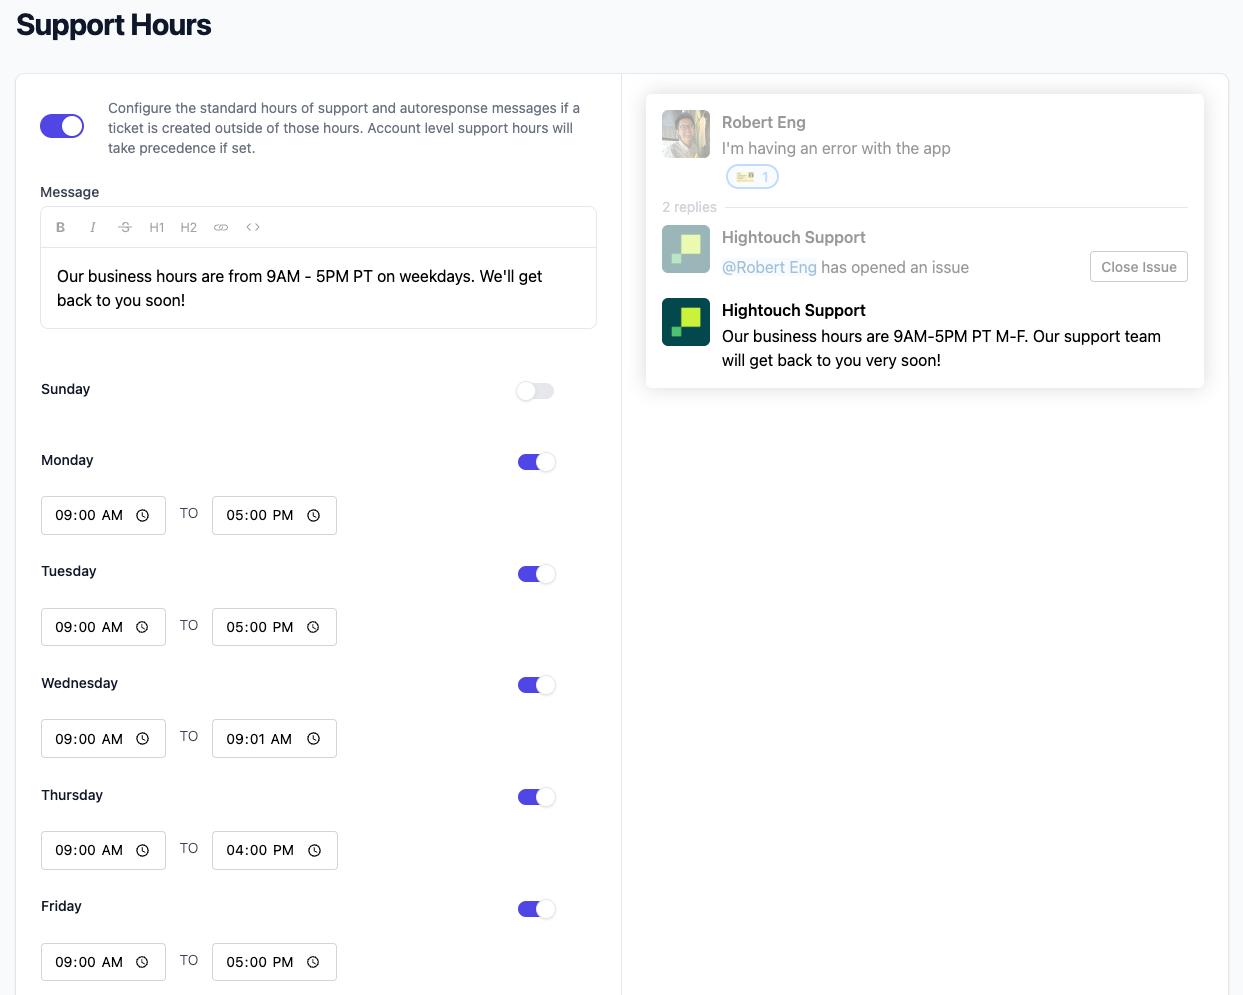 Support Hours
Configure the standard hours of support and autoresponse messages if a
ticket is created outside of those hours. Account level support hours will
take precedence if set.
Message
B I S H1 H2 <>
Our business hours are from 9AM - 5PM PT on weekdays. We'll get
back to you soon!
Sunday
Monday
09:00 AM TO 05:00 PM
Tuesday
09:00 AM TO 05:00 PM
Wednesday
09:00 AM TO 09:01 AM
Thursday
09:00 AM TO 04:00 PM
Friday
09:00 AM TO 05:00 PM
Robert Eng
I'm having an error with the app
1
2 replies
Hightouch Support
@Robert Eng has opened an issue
Close Issue
Hightouch Support
Our business hours are 9AM-5PM PT M-F. Our support team
will get back to you very soon!